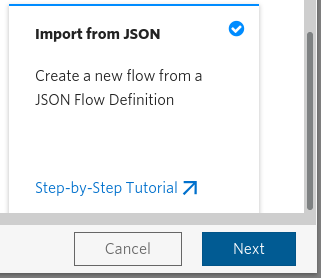 Import from JSON
Create a new flow from a
JSON Flow Definition
Step-by-Step Tutorial
Cancel
Next